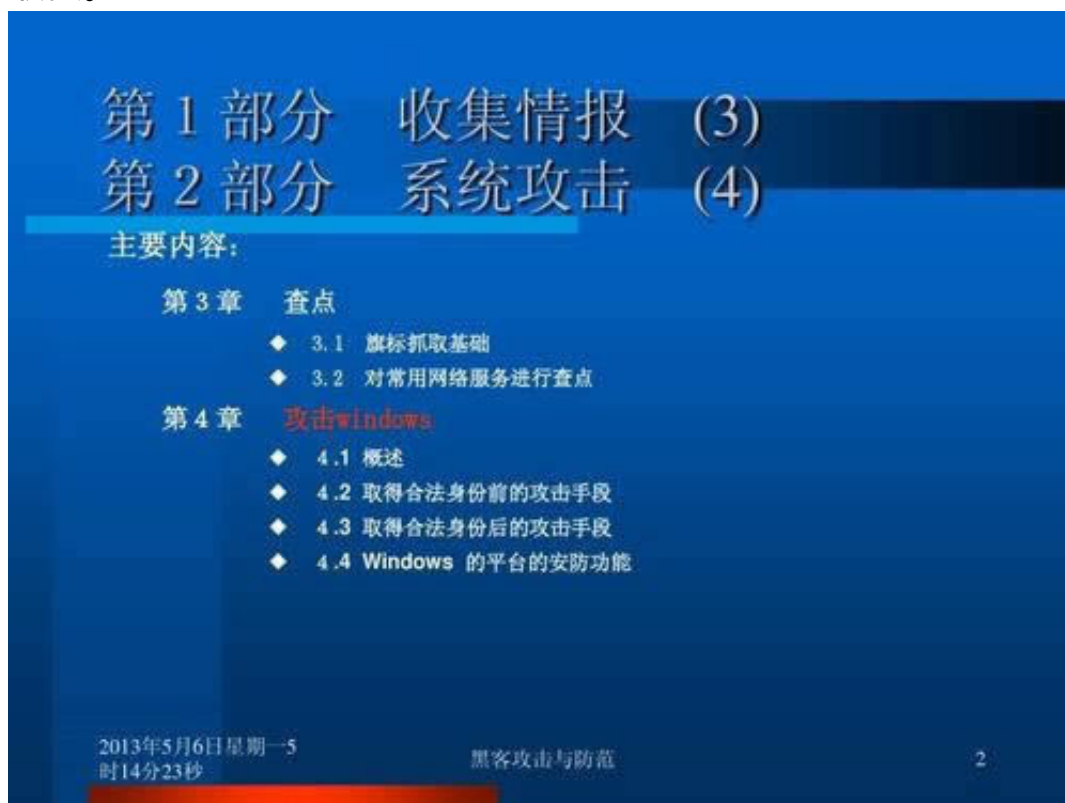 第 1 部分 收集情报 (3)
第 2 部分 系统攻击 (4)
主要内容:
第 3 章 查点
◆ 3.1 旗标抓取基础
◆ 3.2 对常用网络服务进行查点
第 4 章 攻击windows
◆ 4.1 概述
◆ 4.2 取得合法身份前的攻击手段
◆ 4.3 取得合法身份后的攻击手段
◆ 4.4 Windows 的平台的安防功能
2013年5月6日星期一5
时14分23秒
黑客攻击与防范
2